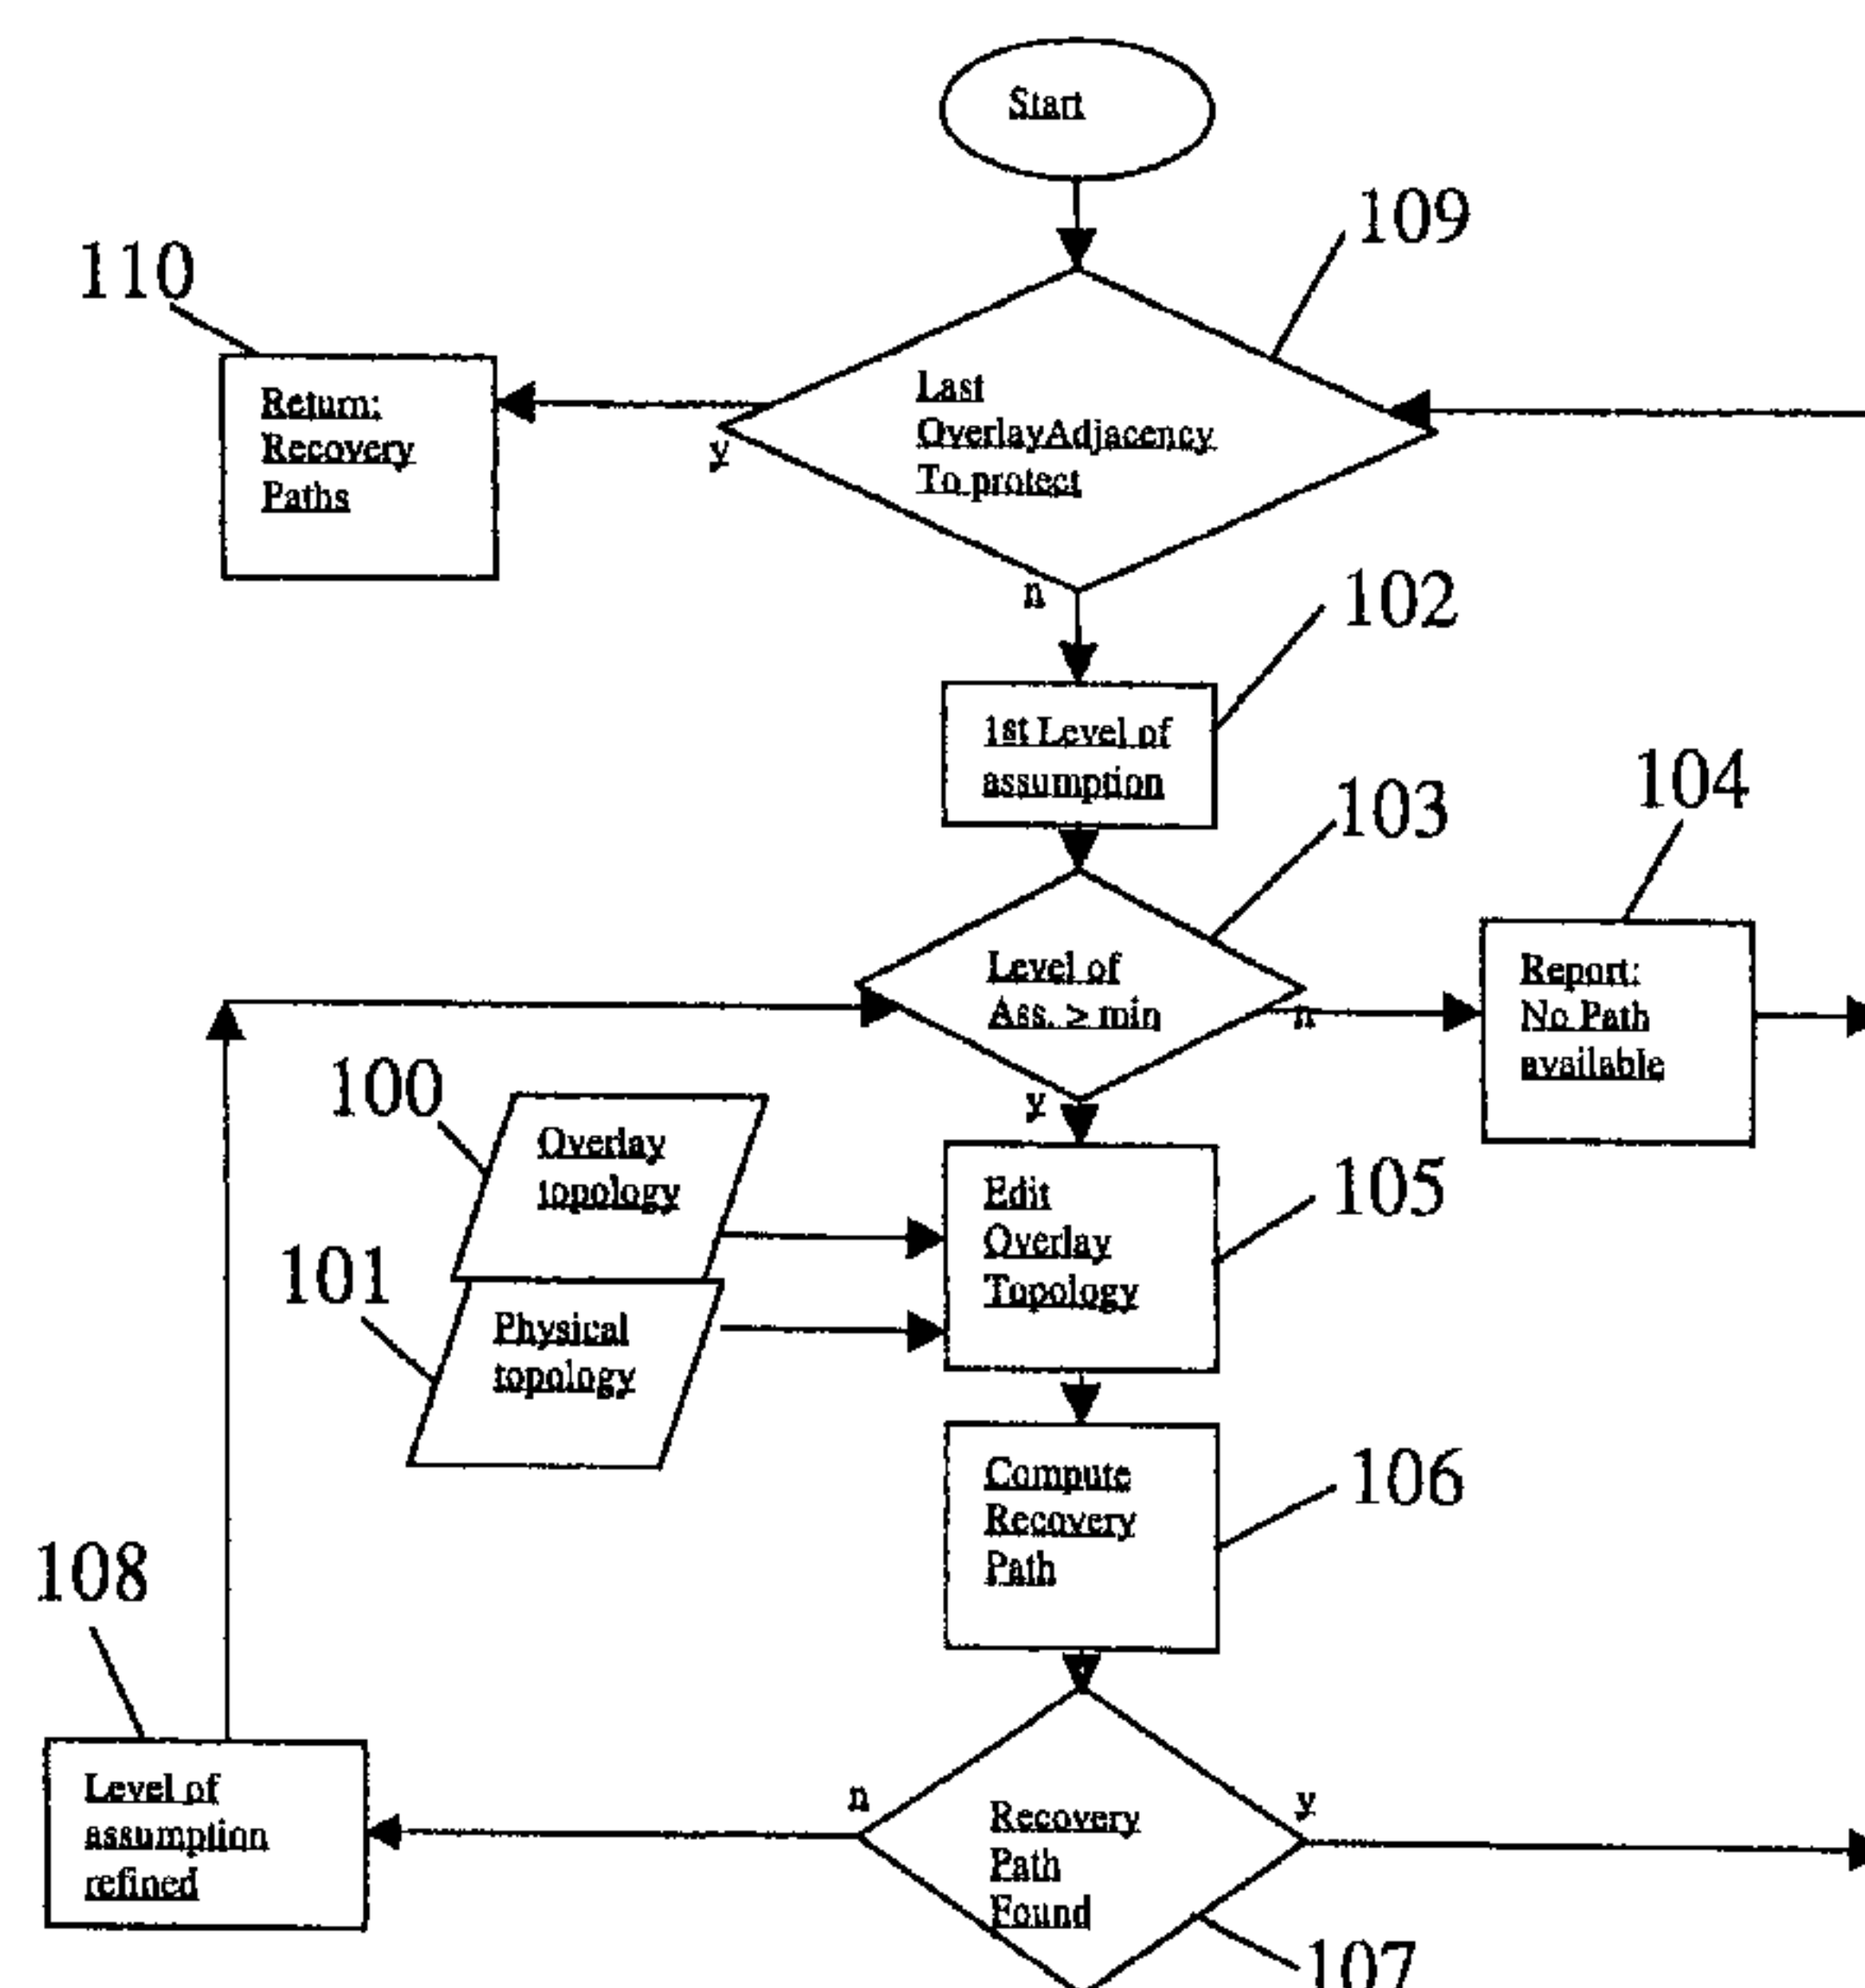 Start
109
110
Return:
Recovery
Paths
Last
OverlayAdjacency
To protect
y
n
102
1st Level of
assumption
103
104
Level of
Ass. ≥ min
n
Report:
No Path
available
y
100
Overlay
topology
101
Physical
topology
Edit
Overlay
Topology
105
Compute
Recovery
Path
106
108
Level of
assumption
refined
n
Recovery
Path
Found
y
107